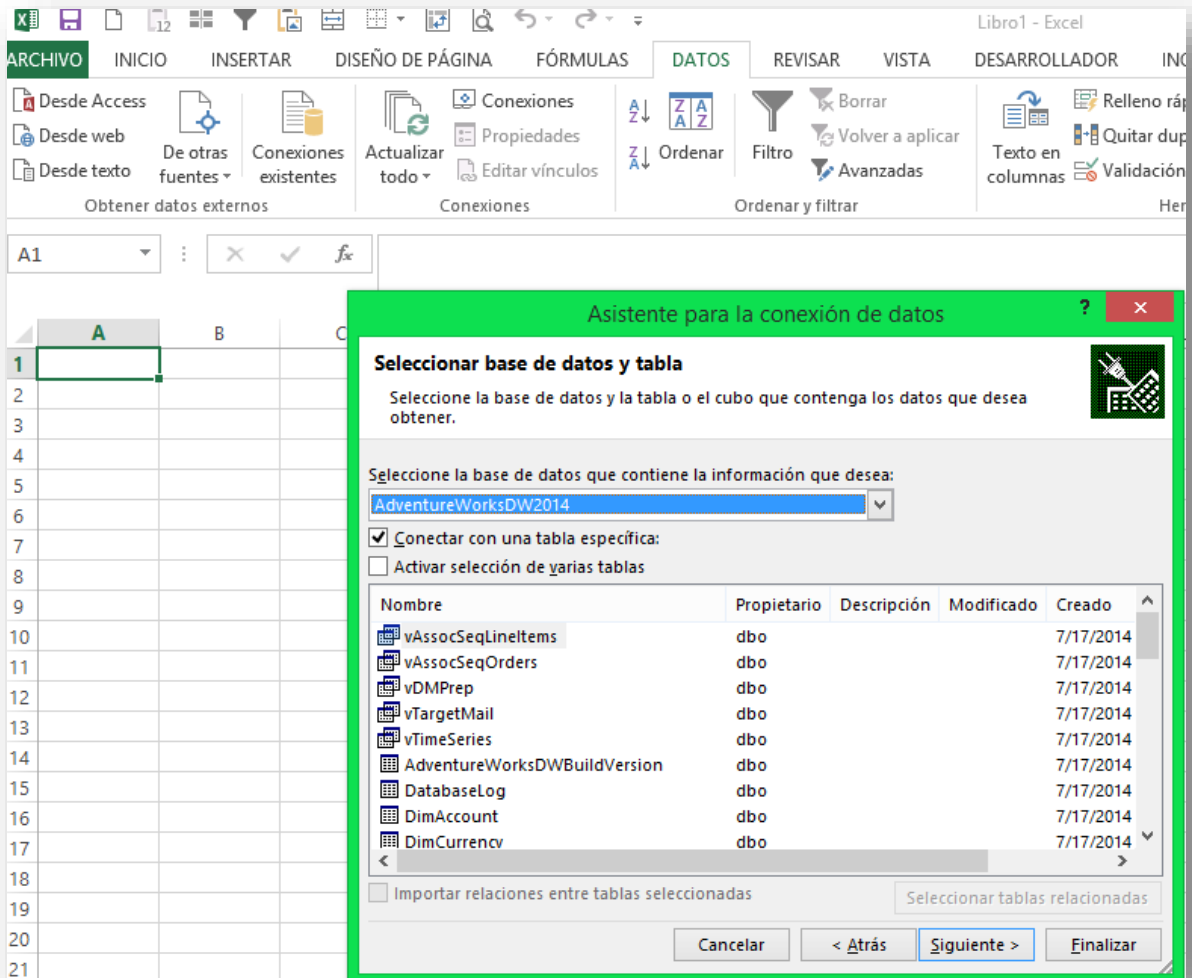 12
Libro1 - Excel
ARCHIVO INICIO INSERTAR DISEÑO DE PÁGINA FÓRMULAS DATOS REVISAR VISTA DESARROLLADOR
Desde Access
Desde web
Desde texto
De otras
fuentes
Conexiones
existentes
Obtener datos externos
Actualizar
todo
Conexiones
Propiedades
Editar vínculos
Conexiones
Ordenar
Filtro
Borrar
Volver a aplicar
Avanzadas
Ordenar y filtrar
Texto en
columnas
Relleno ráp
Quitar dup
Validación
Her
A1
fx
A B C
1
2
3
4
5
6
7
8
9
10
11
12
13
14
15
16
17
18
19
20
21
Asistente para la conexión de datos
?
Seleccionar base de datos y tabla
Seleccione la base de datos y la tabla o el cubo que contenga los datos que desea
obtener.
Seleccione la base de datos que contiene la información que desea:
AdventureWorksDW2014
Conectar con una tabla específica:
Activar selección de varias tablas
Nombre Propietario Descripción Modificado Creado
vAssocSeqLineItems dbo 7/17/2014
vAssocSeqOrders dbo 7/17/2014
vDMPrep dbo 7/17/2014
vTargetMail dbo 7/17/2014
vTimeSeries dbo 7/17/2014
AdventureWorksDWBuildVersion dbo 7/17/2014
DatabaseLog dbo 7/17/2014
DimAccount dbo 7/17/2014
DimCurrency dbo 7/17/2014
Importar relaciones entre tablas seleccionadas
Seleccionar tablas relacionadas
Cancelar < Atrás Siguiente > Finalizar